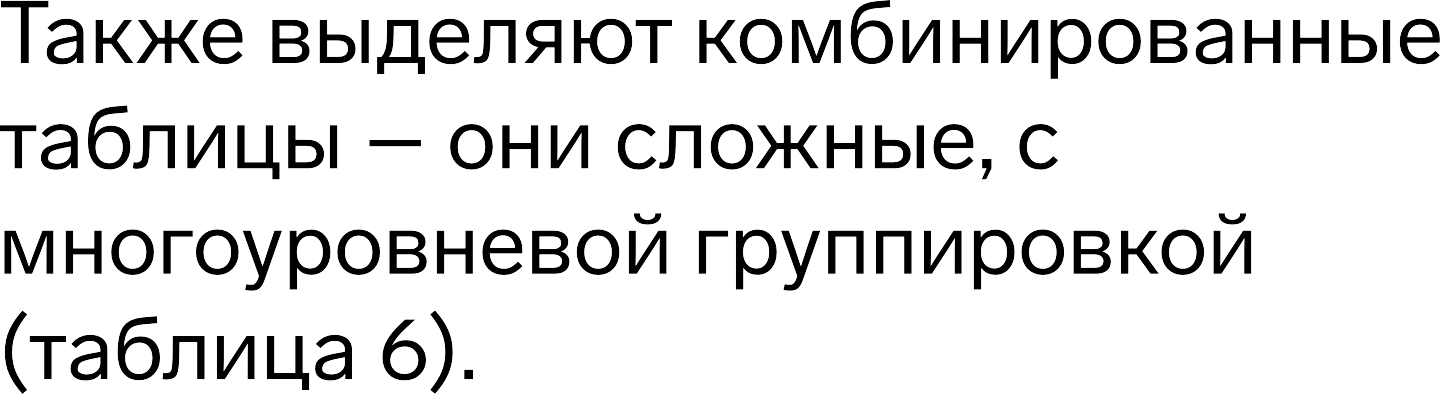 Также выделяют комбинированные
таблицы – они сложные, с
многоуровневой группировкой
(таблица 6).